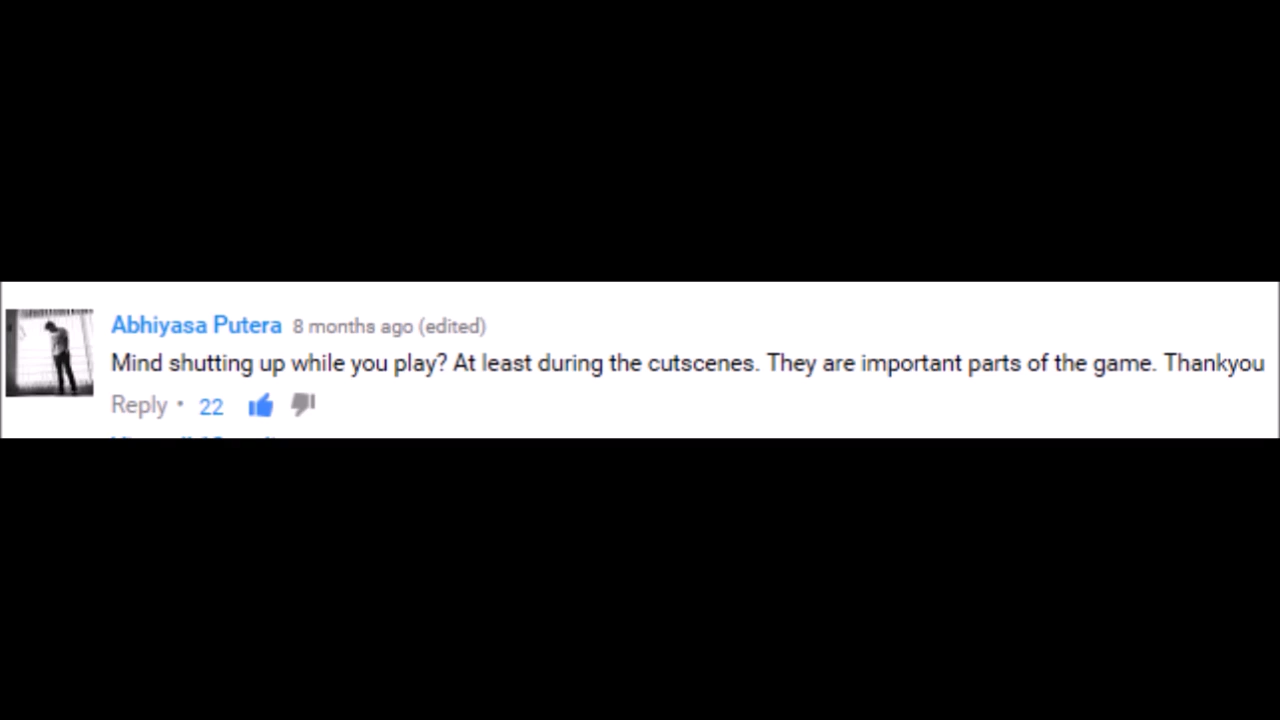 Abhiyasa Putera 8 months ago (edited)
Mind shutting up while you play? At least during the cutscenes. They are important parts of the game. Thankyou
Reply • 22